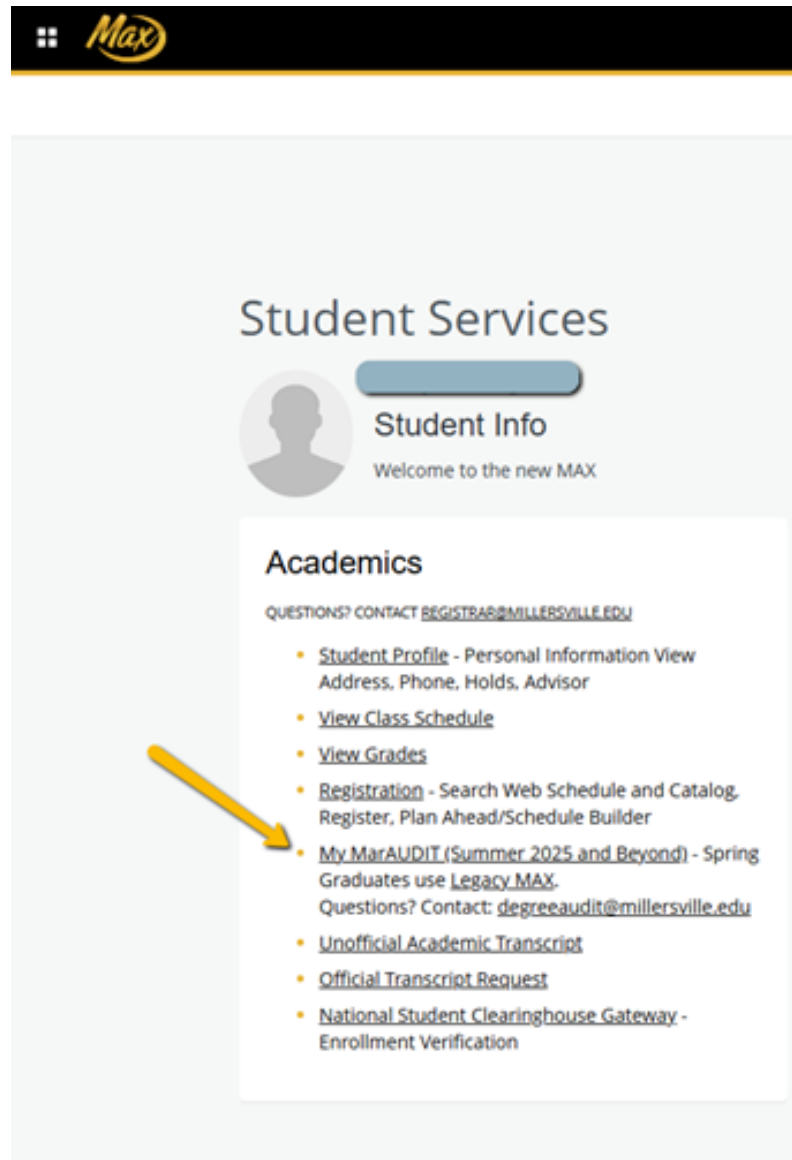 Max
Student Services
Student Info
Welcome to the new MAX
Academics
QUESTIONS? CONTACT REGISTRAR@MILLERSVILLE.EDU
Student Profile - Personal Information View
Address, Phone, Holds, Advisor
View Class Schedule
View Grades
Registration - Search Web Schedule and Catalog,
Register, Plan Ahead/Schedule Builder
My MarAUDIT (Summer 2025 and Beyond) - Spring
Graduates use Legacy MAX.
Questions? Contact: degreeaudit@millersville.edu
Unofficial Academic Transcript
Official Transcript Request
National Student Clearinghouse Gateway -
Enrollment Verification